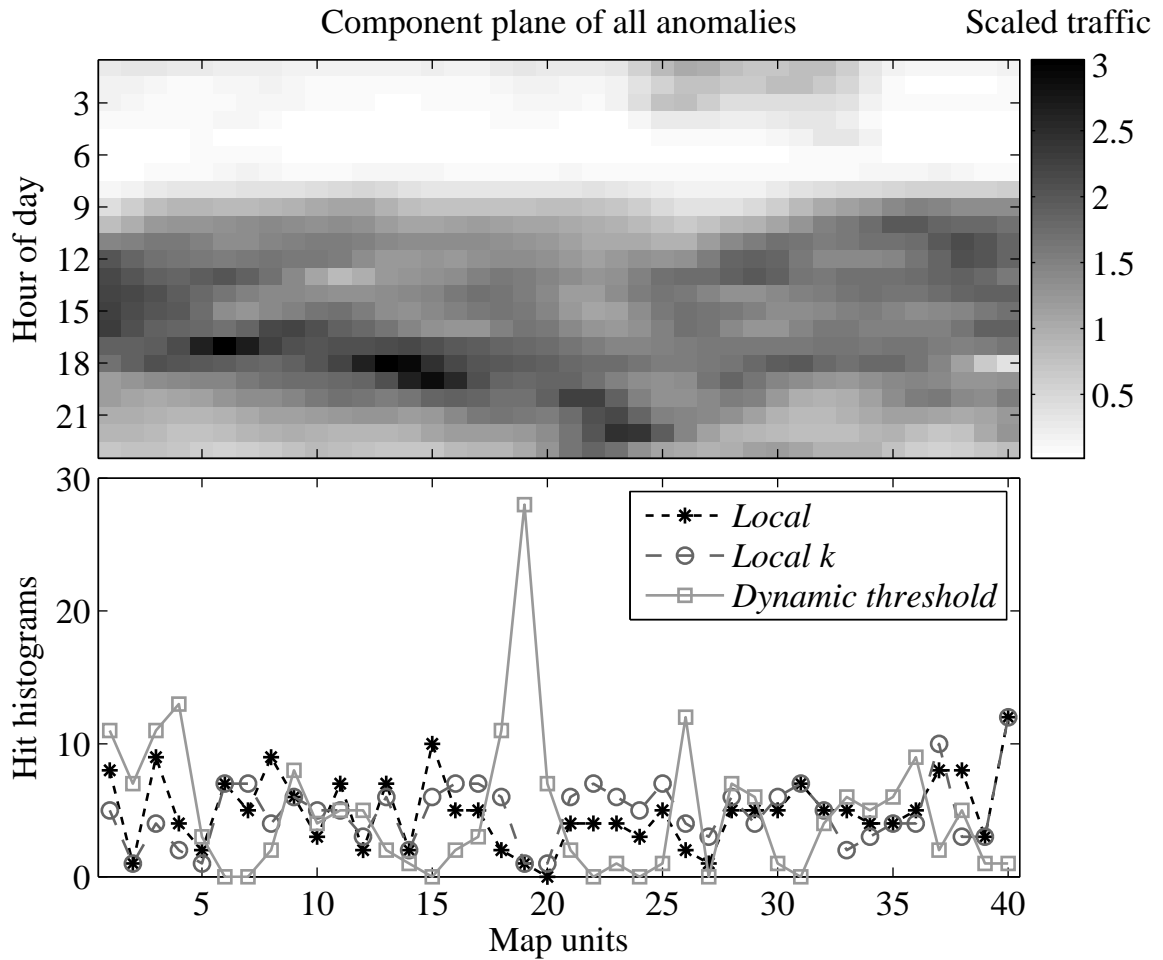 Component plane of all anomalies
Scaled traffic
Hour of day
3
6
9
12
15
18
21
3
2.5
2
1.5
1
0.5
Hit histograms
30
20
10
0
Local
Local k
Dynamic threshold
5 10 15 20 25 30 35 40
Map units